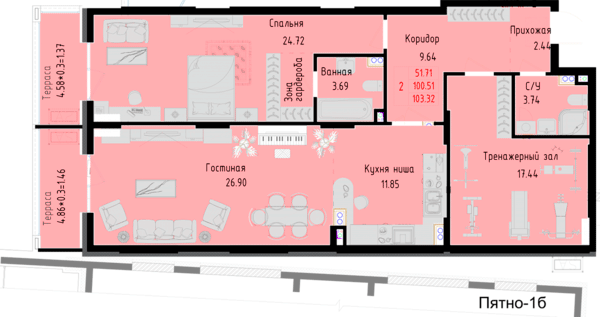 Терраса
4.58*0.3=1.37
Спальня
24.72
Зона
гардероба
Ванная
3.69
Коридор
9.64
51.71
2 100.51
103.32
Прихожая
2.44
С/У
3.74
Терраса
4.86*0.3=1.46
Гостиная
26.90
Кухня ниша
11.85
Тренажерный зал
17.44
Пятно-1б